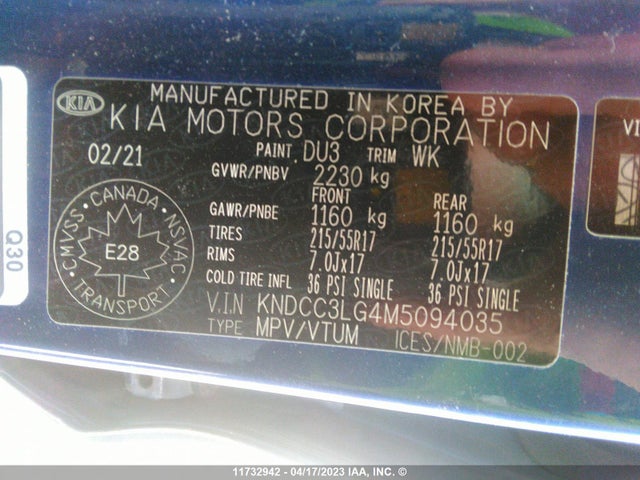 KIA
MANUFACTURED IN KOREA BY
KIA MOTORS CORPORATION
02/21
PAINT DU3 TRIM WK
GVWR/PNBV 2230 kg
FRONT REAR
GAWR/PNBE 1160 kg 1160 kg
TIRES 215/55R17 215/55R17
RIMS 7.0Jx17 7.0Jx17
COLD TIRE INFL 36 PSI SINGLE 36 PSI SINGLE
V.I.N KNDCC3LG4M5094035
TYPE MPV/VTUM ICES/NMB-002
CMVSS • CANADA • NSVAC
E28
• TRANSPORT •
Q30
VI
11732942 - 04/17/2023 IAA, INC. ©